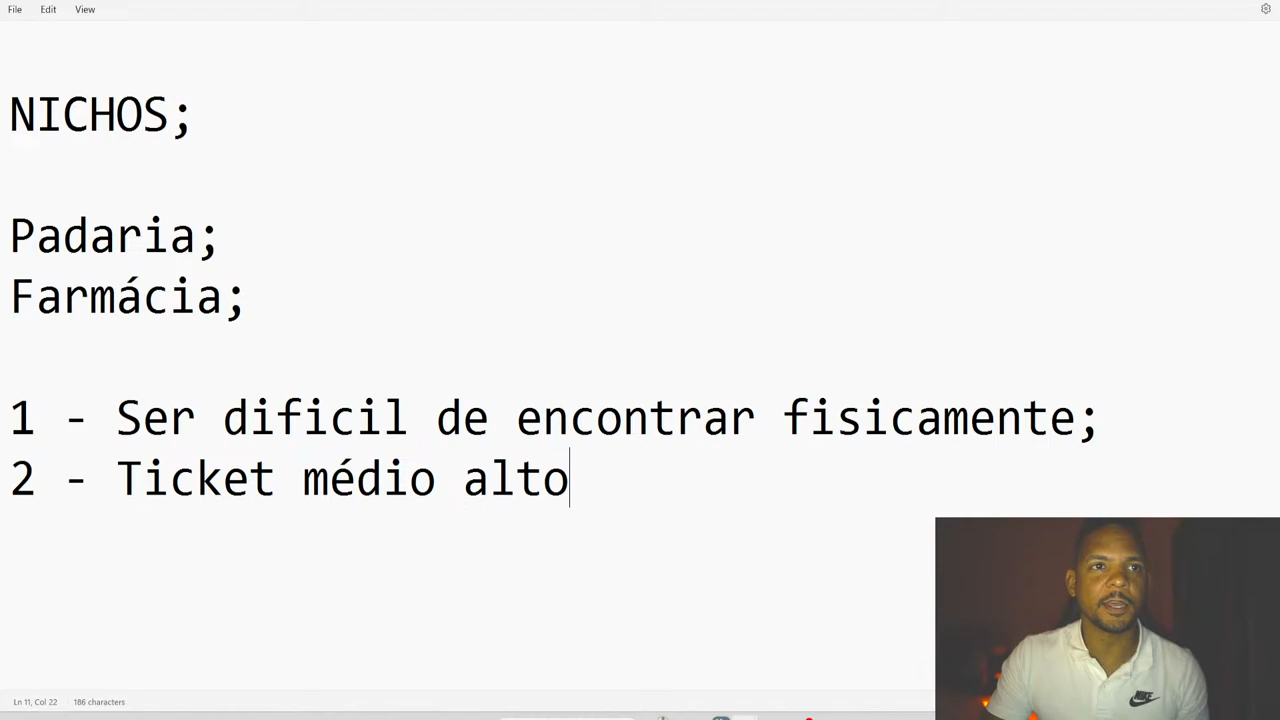 File Edit View
NICHOS;
Padaria;
Farmácia;
1 - Ser dificil de encontrar fisicamente;
2 - Ticket médio alto
NIKE
Ln 11, Col 22 186 characters